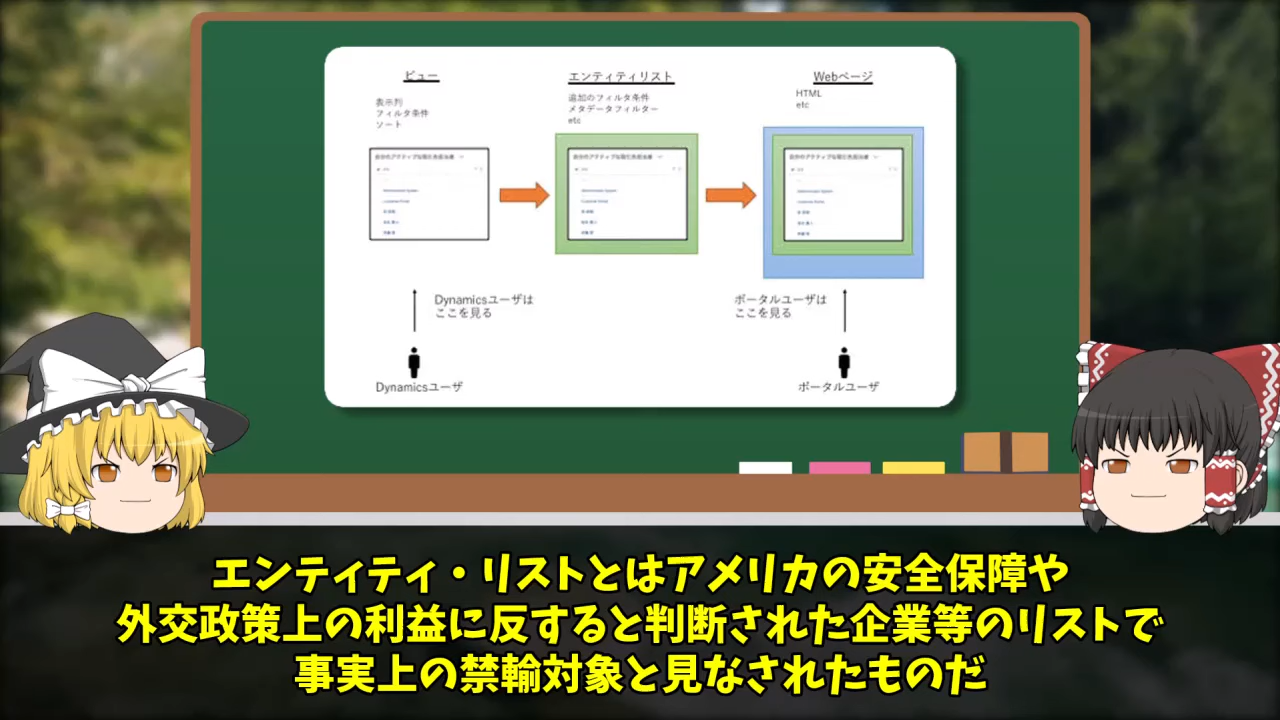 ビュー
表示列
フィルタ条件
ソート
エンティティリスト
追加のフィルタ条件
メタデータフィルター
etc
Webページ
HTML
etc
Dynamicsユーザは
ここを見る
Dynamicsユーザ
ポータルユーザは
ここを見る
ポータルユーザ
エンティティ・リストとはアメリカの安全保障や
外交政策上の利益に反すると判断された企業等のリストで
事実上の禁輸対象と見なされたものだ